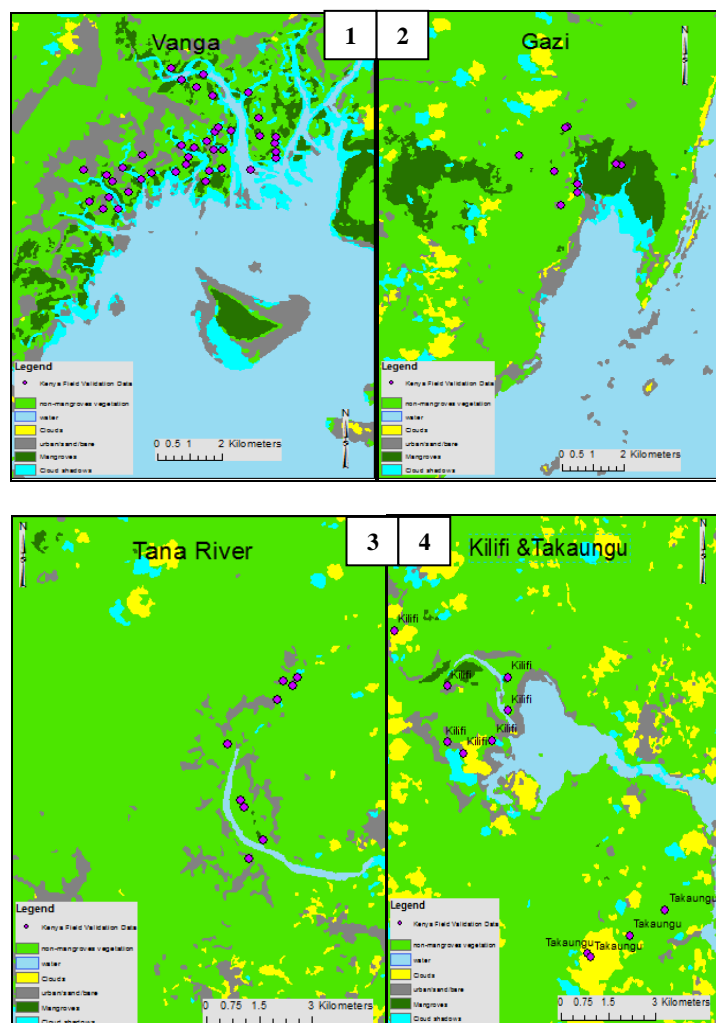 Vanga
1
2
Gazi
N
N
Legend
Kenya Field Validation Data
non-mangroves vegetation
water
Clouds
urban/sand/bare
Mangroves
Cloud shadows
0 0.5 1 2 Kilometers
Legend
Kenya Field Validation Data
non-mangroves vegetation
water
Clouds
urban/sand/bare
Mangroves
Cloud shadows
0 0.5 1 2 Kilometers
N
Tana River
3
4
Kilifi &Takaungu
N
Kilifi
Kilifi
Kilifi
Kilifi
Kilifi
Kilifi
Kilifi
Takaungu
Takaungu
Takaungu
Takaungu
Legend
Kenya Field Validation Data
non-mangroves vegetation
water
Clouds
urban/sand/bare
Mangroves
Cloud shadows
0 0.75 1.5 3 Kilometers
Legend
Kenya Field Validation Data
non-mangroves vegetation
water
Clouds
urban/sand/bare
Mangroves
Cloud shadows
0 0.75 1.5 3 Kilometers